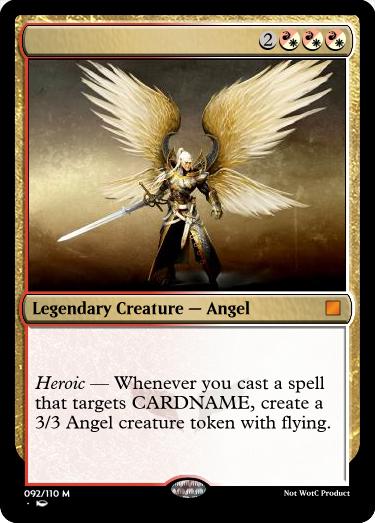 2
Legendary Creature — Angel
Heroic — Whenever you cast a spell
that targets CARDNAME, create a
3/3 Angel creature token with flying.
092/110 M
Not WotC Product